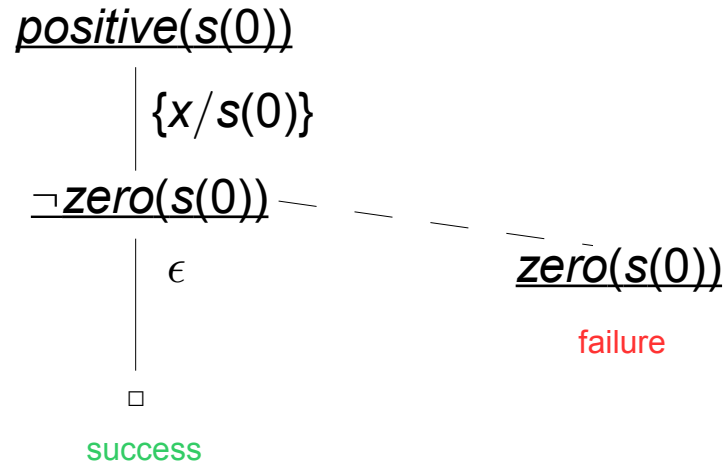 positive(s(0))
{x/s(0)}
¬zero(s(0))
ϵ
zero(s(0))
failure
□
success